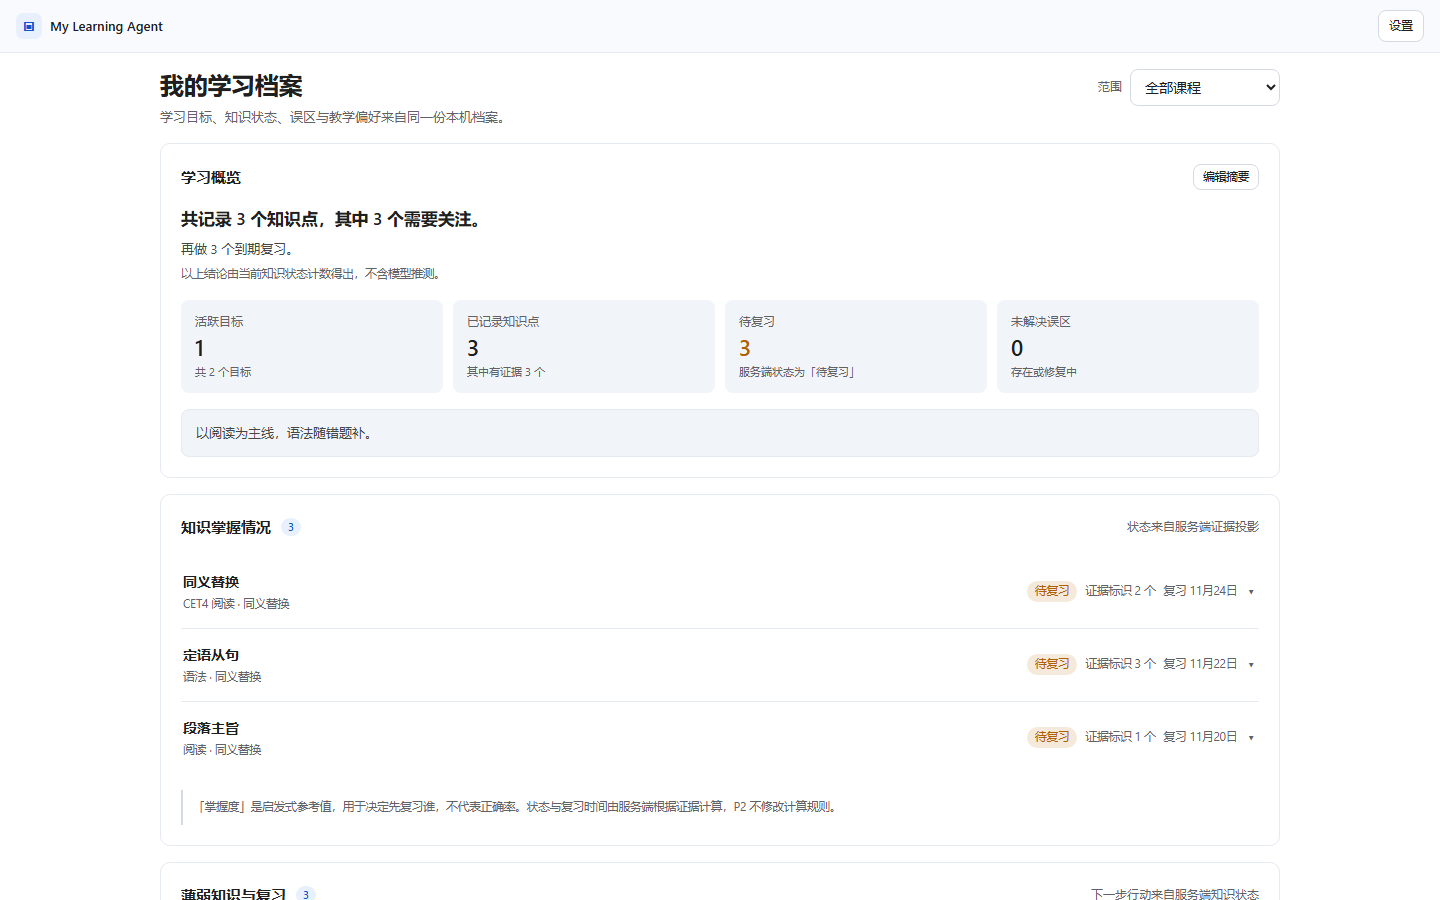 My Learning Agent
设置
我的学习档案
范围
全部课程
学习目标、知识状态、误区与教学偏好来自同一份本机档案。
学习概览
编辑摘要
共记录 3 个知识点，其中 3 个需要关注。
再做 3 个到期复习。
以上结论由当前知识状态计数得出，不含模型推测。
活跃目标
1
共 2 个目标
已记录知识点
3
其中有证据 3 个
待复习
3
服务端状态为「待复习」
未解决误区
0
存在或修复中
以阅读为主线，语法随错题补。
知识掌握情况 3
状态来自服务端证据投影
同义替换
CET4 阅读 · 同义替换
待复习 证据标识 2 个 复习 11月24日
定语从句
语法 · 同义替换
待复习 证据标识 3 个 复习 11月22日
段落主旨
阅读 · 同义替换
待复习 证据标识 1 个 复习 11月20日
「掌握度」是启发式参考值，用于决定先复习谁，不代表正确率。状态与复习时间由服务端根据证据计算，P2 不修改计算规则。
薄弱知识与复习 3
下一步行动来自服务端知识状态